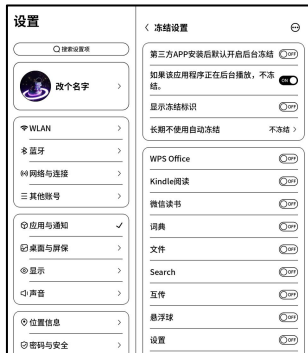 设置
搜索设置项
改个名字
WLAN
蓝牙
网络与连接
其他账号
应用与通知
桌面与屏保
显示
声音
位置信息
密码与安全
冻结设置
第三方APP安装后默认开启后台冻结 OFF
如果该应用程序正在后台播放，不冻 ON
结。
显示冻结标识 OFF
长期不使用自动冻结 不冻结
WPS Office OFF
Kindle阅读 OFF
微信读书 OFF
词典 OFF
文件 OFF
Search OFF
互传 OFF
悬浮球 OFF
设置 OFF